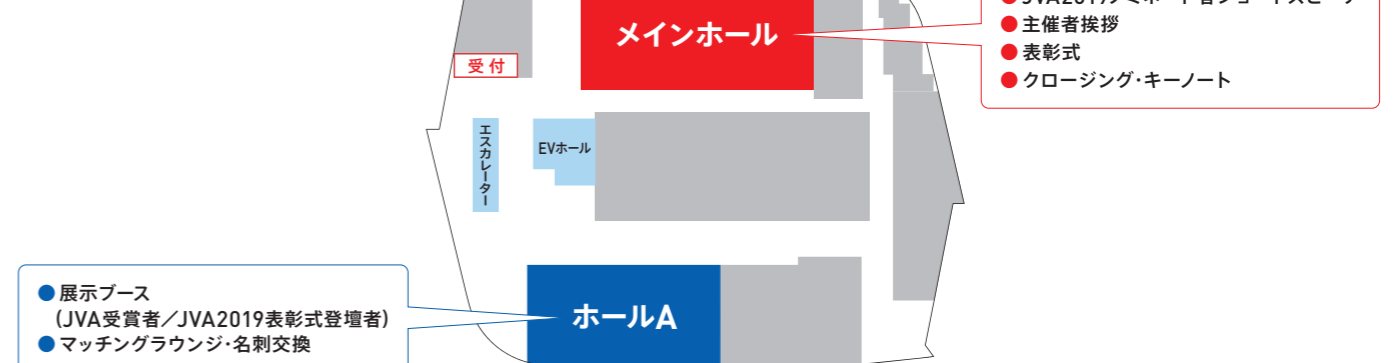 メインホール
●主催者挨拶
●表彰式
●クロージング・キーノート
受付
エスカレーター
EVホール
●展示ブース
(JVA受賞者／JVA2019表彰式登壇者)
●マッチングラウンジ・名刺交換
ホールA